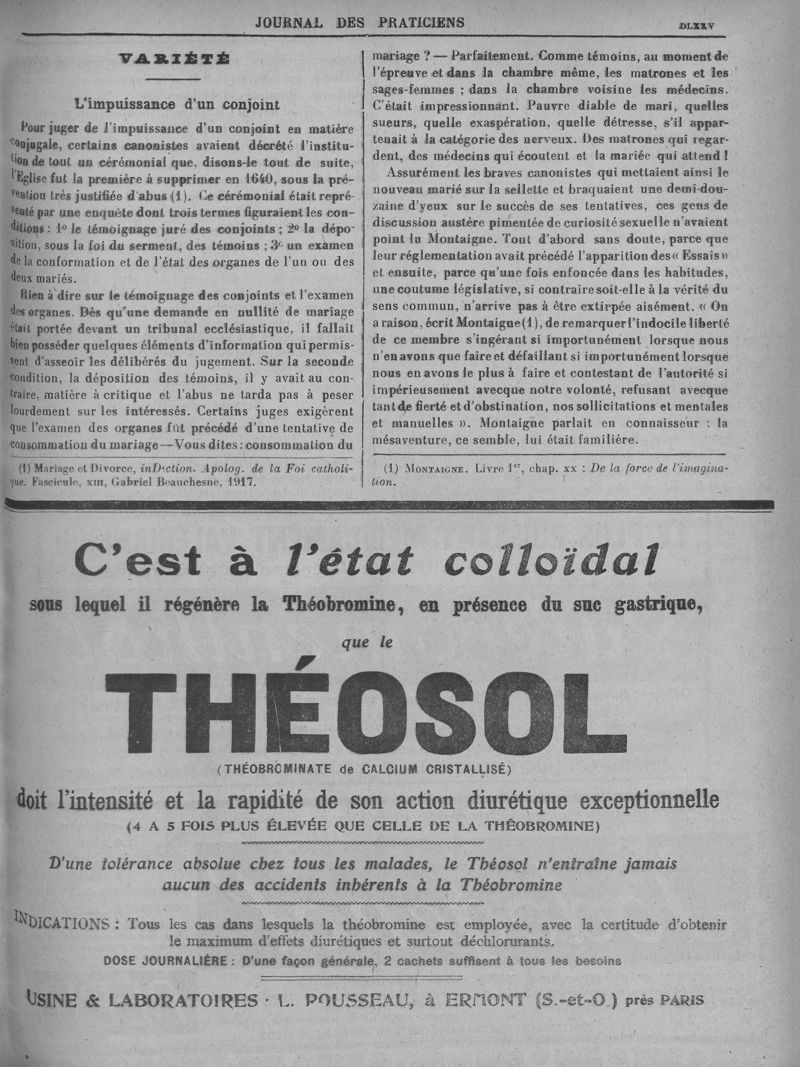 JOURNAL DES PRATICIENS
DLXXV
VARIÉTÉ
L'impuissance d'un conjoint
Pour juger de l'impuissance d'un conjoint en matière
conjugale, certains canonistes avaient décrété l'institu-
tion de tout un cérémonial que, disons-le tout de suite,
l'Eglise fut la première à supprimer en 1640, sous la pré-
vention très justifiée d'abus (1). Ce cérémonial était repré-
senté par une enquête dont trois termes figuraient les con-
ditions : 1º le témoignage juré des conjoints ; 2º la dépo-
sition, sous la foi du serment, des témoins ; 3º un examen
de la conformation et de l'état des organes de l'un ou des
deux mariés.
Rien à dire sur le témoignage des conjoints et l'examen
des organes. Dès qu'une demande en nullité de mariage
était portée devant un tribunal ecclésiastique, il fallait
bien posséder quelques éléments d'information qui permis-
sent d'asseoir les délibérés du jugement. Sur la seconde
condition, la déposition des témoins, il y avait au con-
traire, matière à critique et l'abus ne tarda pas à peser
lourdement sur les intéressés. Certains juges exigèrent
que l'examen des organes fût précédé d'une tentative de
consommation du mariage — Vous dites : consommation du
(1) Mariage et Divorce, in Diction. Apolog. de la Foi catholi-
que. Fascicule, XIII, Gabriel Beauchesne, 1917.
mariage ? — Parfaitement. Comme témoins, au moment de
l'épreuve et dans la chambre même, les matrones et les
sages-femmes ; dans la chambre voisine les médecins.
C'était impressionnant. Pauvre diable de mari, quelles
sueurs, quelle exaspération, quelle détresse, s'il appar-
tenait à la catégorie des nerveux. Des matrones qui regar-
dent, des médecins qui écoutent et la mariée qui attend !
Assurément les braves canonistes qui mettaient ainsi le
nouveau marié sur la sellette et braquaient une demi-dou-
zaine d'yeux sur le succès de ses tentatives, ces gens de
discussion austère pimentée de curiosité sexuelle n'avaient
point lu Montaigne. Tout d'abord sans doute, parce que
leur réglementation avait précédé l'apparition des « Essais »
et ensuite, parce qu'une fois enfoncée dans les habitudes,
une coutume législative, si contraire soit-elle à la vérité du
sens commun, n'arrive pas à être extirpée aisément. « On
a raison, écrit Montaigne (1), de remarquer l'indocile liberté
de ce membre s'ingérant si importunément lorsque nous
n'en avons que faire et défaillant si importunément lorsque
nous en avons le plus à faire et contestant de l'autorité si
impérieusement avecque notre volonté, refusant avecque
tant de fierté et d'obstination, nos sollicitations et mentales
et manuelles ». Montaigne parlait en connaisseur : la
mésaventure, ce semble, lui était familière.
(1) MONTAIGNE. Livre 1er, chap. XX : De la force de l'imagina-
tion.
C'est à l'état colloïdal
sous lequel il régénère la Théobromine, en présence du suc gastrique,
que le
THÉOSOL
(THÉOBROMINATE de CALCIUM CRISTALLISÉ)
doit l'intensité et la rapidité de son action diurétique exceptionnelle
(4 A 5 FOIS PLUS ÉLEVÉE QUE CELLE DE LA THÉOBROMINE)
D'une tolérance absolue chez tous les malades, le Théosol n'entraîne jamais
aucun des accidents inhérents à la Théobromine
INDICATIONS : Tous les cas dans lesquels la théobromine est employée, avec la certitude d'obtenir
le maximum d'effets diurétiques et surtout déchlorurants.
DOSE JOURNALIÈRE : D'une façon générale, 2 cachets suffisent à tous les besoins
USINE & LABORATOIRES · L. POUSSEAU, à ERMONT (S.-et-O.) près PARIS